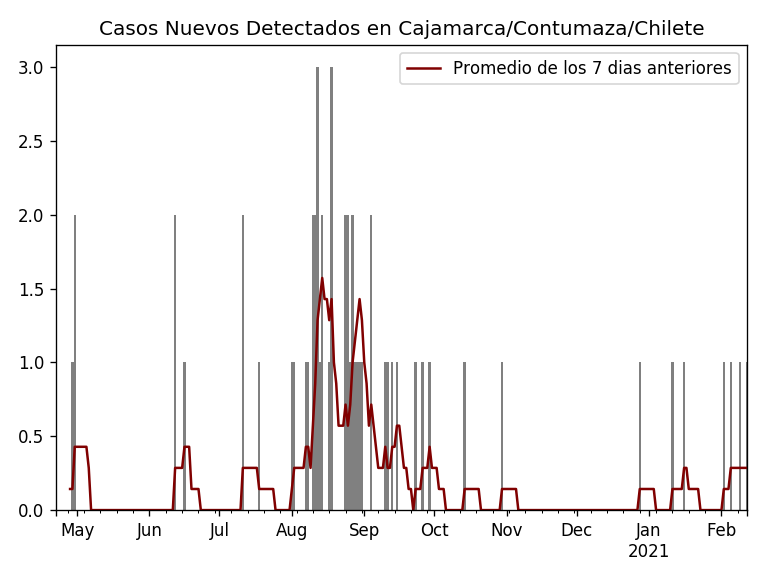 Casos Nuevos Detectados en Cajamarca/Contumaza/Chilete
Promedio de los 7 dias anteriores
3.0
2.5
2.0
1.5
1.0
0.5
0.0
May Jun Jul Aug Sep Oct Nov Dec Jan Feb
2021